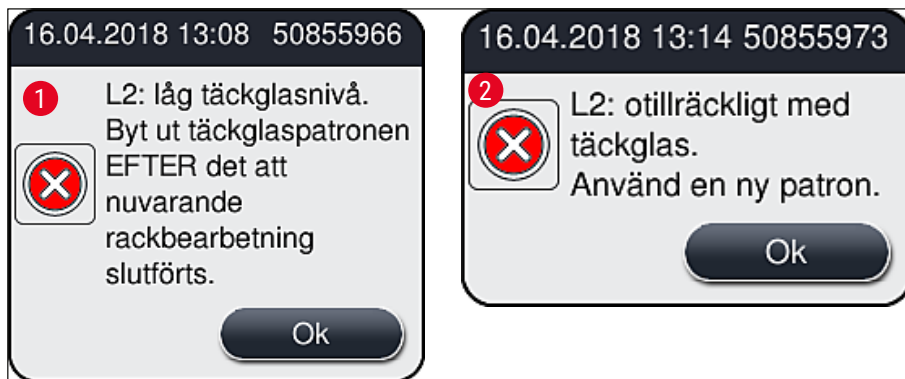 16.04.2018 13:08 50855966
1
L2: låg täckglasnivå.
Byt ut täckglaspatronen
EFTER det att
nuvarande
rackbearbetning
slutförts.
Ok
16.04.2018 13:14 50855973
2
L2: otillräckligt med
täckglas.
Använd en ny patron.
Ok